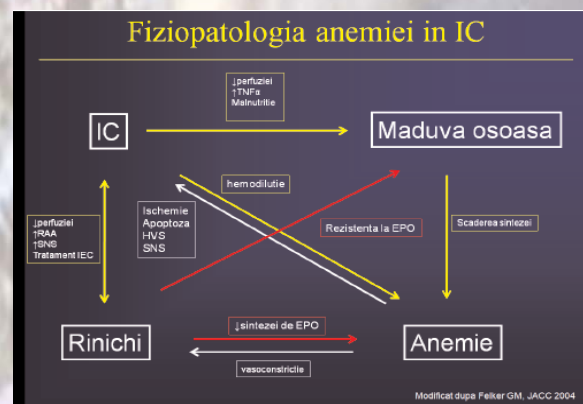 Fiziopatologia anemiei in IC
↓perfuziei
↑TNFα
Malnutritie
IC
Maduva osoasa
hemodilutie
Ischemie
Apoptoza
HVS
SNS
Rezistenta la EPO
Scaderea sintezei
↓perfuziei
↑RAA
↑SNS
Tratament IEC
Rinichi
↓sintezei de EPO
Anemie
vasoconstrictie
Modificat dupa Felker GM, JACC 2004